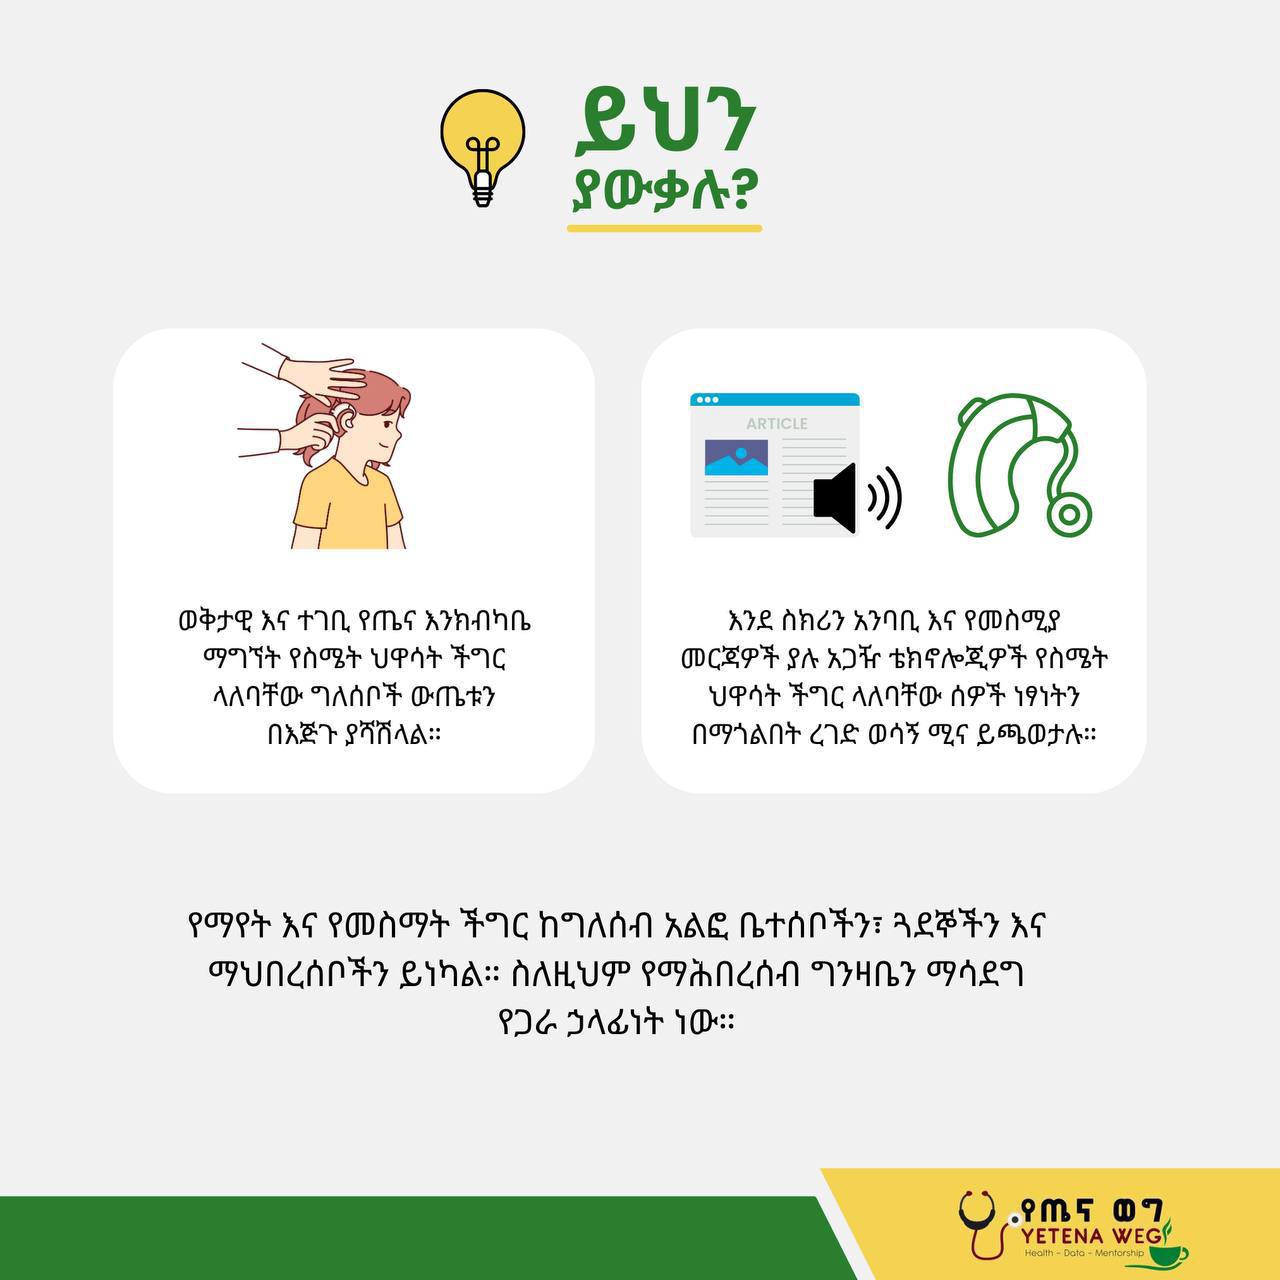 ይህን
ያውቃሉ?
ARTICLE
ወቅታዊ እና ተገቢ የጤና እንክብካቤ
ማግኘት የስሜት ህዋሳት ችግር
ላለባቸው ግለሰቦች ውጤቱን
በእጅጉ ያሻሽላል።
እንደ ስክሪን አንባቢ እና የመስሚያ
መርጃዎች ያሉ አጋዥ ቴክኖሎጂዎች የስሜት
ህዋሳት ችግር ላለባቸው ሰዎች ነፃነትን
በማጎልበት ረገድ ወሳኝ ሚና ይጫወታሉ።
የማየት እና የመስማት ችግር ከግለሰብ አልፎ ቤተሰቦችን፣ ጓደኞችን እና
ማህበረሰቦችን ይነካል። ስለዚህም የማሕበረሰብ ግንዛቤን ማሳደግ
የጋራ ኃላፊነት ነው።
የጤና ወግ
YETENA WEG
Health - Data - Mentorship